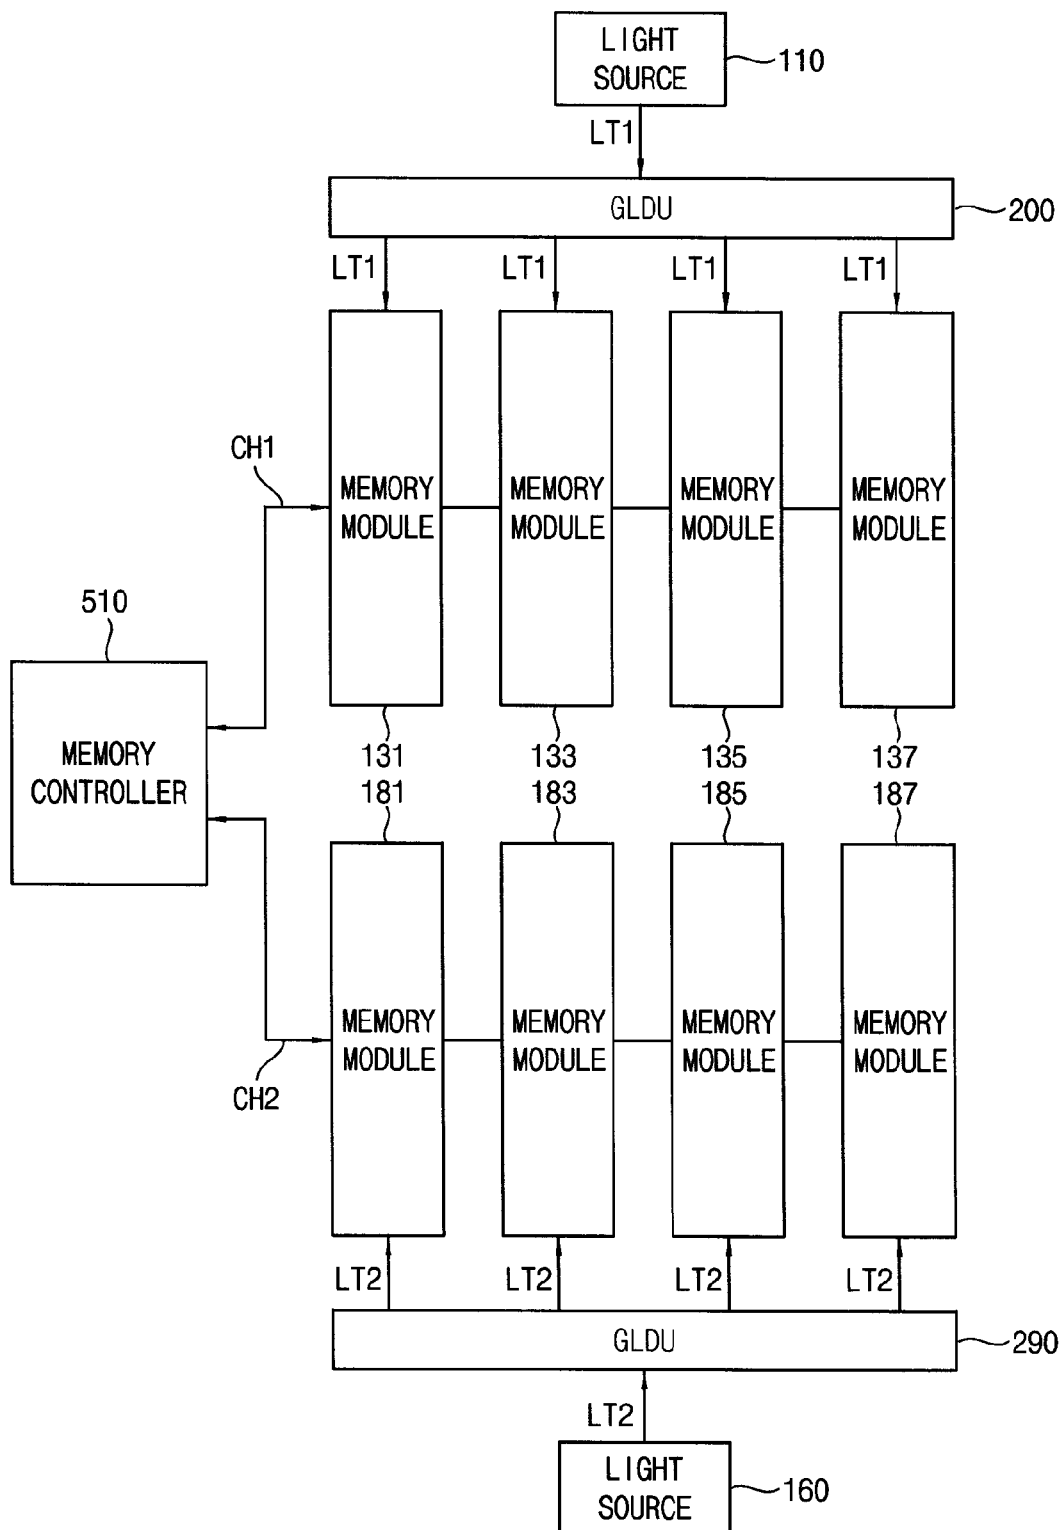 LIGHT
SOURCE
110
LT1
GLDU
200
LT1 LT1 LT1 LT1
CH1
MEMORY
MODULE
MEMORY
MODULE
MEMORY
MODULE
MEMORY
MODULE
510
MEMORY
CONTROLLER
131 133 135 137
181 183 185 187
MEMORY
MODULE
MEMORY
MODULE
MEMORY
MODULE
MEMORY
MODULE
CH2
LT2 LT2 LT2 LT2
GLDU
290
LT2
LIGHT
SOURCE
160